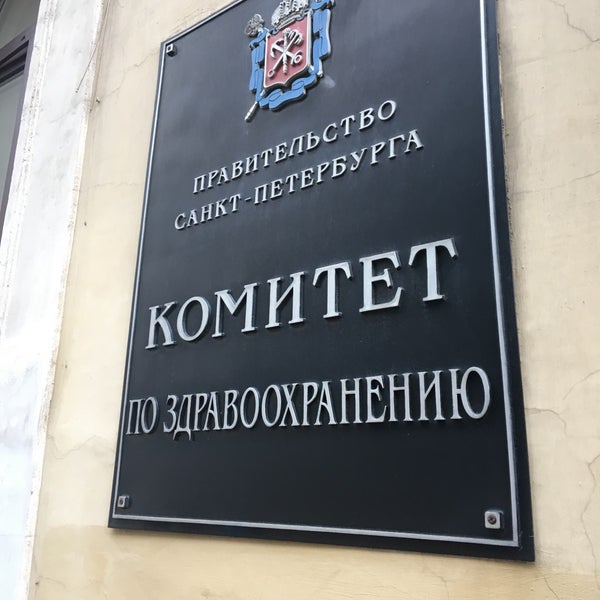 ПРАВИТЕЛЬСТВО
САНКТ-ПЕТЕРБУРГА
КОМИТЕТ
ПО ЗДРАВООХРАНЕНИЮ